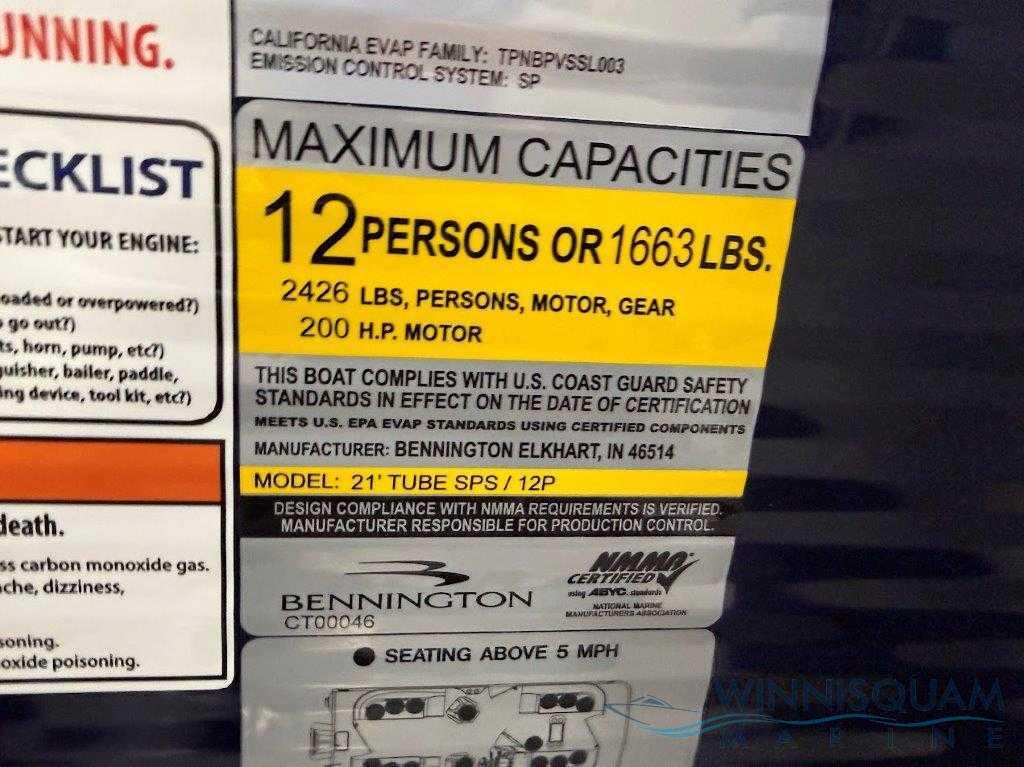 UNNING.
ECKLIST
START YOUR ENGINE:
oaded or overpowered?)
go out?)
ts, horn, pump, etc?)
guisher, bailer, paddle,
ing device, tool kit, etc?)
death.
ss carbon monoxide gas.
che, dizziness,
soning.
oxide poisoning.
CALIFORNIA EVAP FAMILY: TPNBPVSSL003
EMISSION CONTROL SYSTEM: SP
MAXIMUM CAPACITIES
12 PERSONS OR 1663 LBS.
2426 LBS, PERSONS, MOTOR, GEAR
200 H.P. MOTOR
THIS BOAT COMPLIES WITH U.S. COAST GUARD SAFETY
STANDARDS IN EFFECT ON THE DATE OF CERTIFICATION
MEETS U.S. EPA EVAP STANDARDS USING CERTIFIED COMPONENTS
MANUFACTURER: BENNINGTON ELKHART, IN 46514
MODEL: 21' TUBE SPS / 12P
DESIGN COMPLIANCE WITH NMMA REQUIREMENTS IS VERIFIED.
MANUFACTURER RESPONSIBLE FOR PRODUCTION CONTROL.
BENNINGTON
CT00046
NMMA
CERTIFIED
using ABYC standards
NATIONAL MARINE
MANUFACTURERS ASSOCIATION
SEATING ABOVE 5 MPH
WINNISQUAM
MARINE